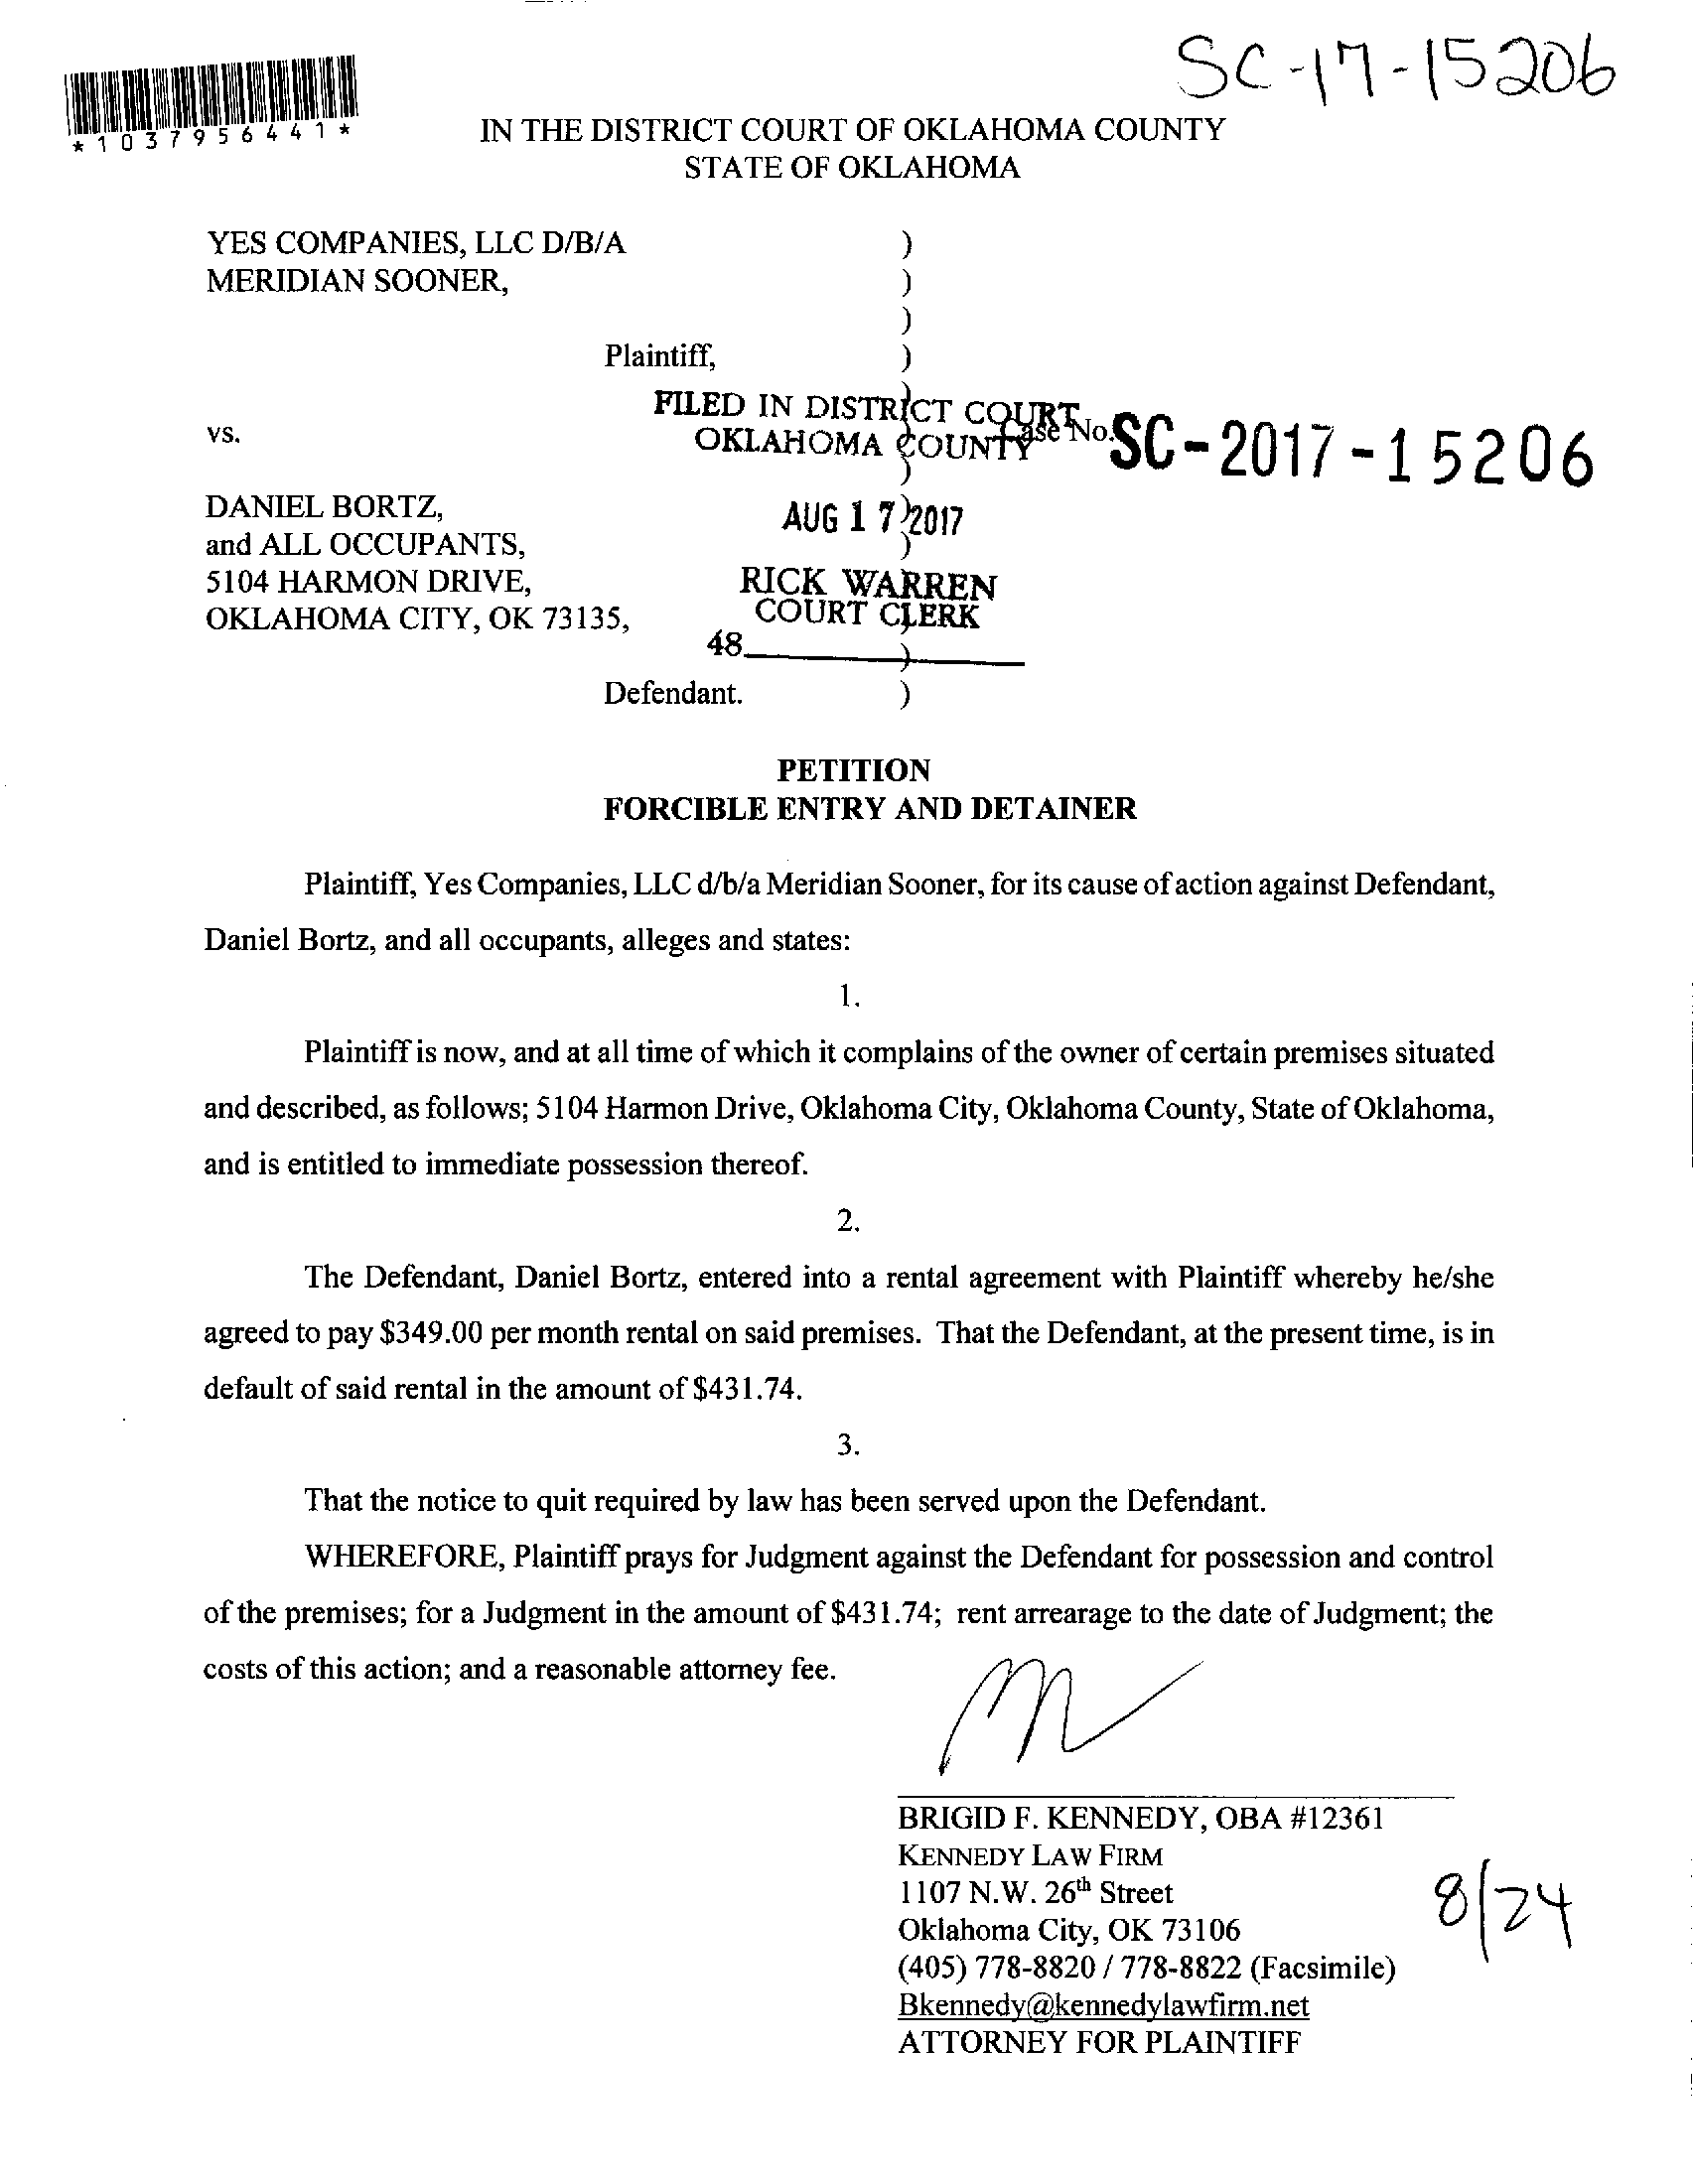 SC-17-15206
*1037956441*
IN THE DISTRICT COURT OF OKLAHOMA COUNTY
STATE OF OKLAHOMA
YES COMPANIES, LLC D/B/A )
MERIDIAN SOONER, )
)
Plaintiff, )
FILED IN DISTRICT COURT
vs. OKLAHOMA COUNTY Case No. SC-2017-15206
DANIEL BORTZ, AUG 17 2017
and ALL OCCUPANTS, )
5104 HARMON DRIVE, RICK WARREN
OKLAHOMA CITY, OK 73135, COURT CLERK
48 )
Defendant. )
PETITION
FORCIBLE ENTRY AND DETAINER
Plaintiff, Yes Companies, LLC d/b/a Meridian Sooner, for its cause of action against Defendant,
Daniel Bortz, and all occupants, alleges and states:
1.
Plaintiff is now, and at all time of which it complains of the owner of certain premises situated
and described, as follows; 5104 Harmon Drive, Oklahoma City, Oklahoma County, State of Oklahoma,
and is entitled to immediate possession thereof.
2.
The Defendant, Daniel Bortz, entered into a rental agreement with Plaintiff whereby he/she
agreed to pay $349.00 per month rental on said premises. That the Defendant, at the present time, is in
default of said rental in the amount of $431.74.
3.
That the notice to quit required by law has been served upon the Defendant.
WHEREFORE, Plaintiff prays for Judgment against the Defendant for possession and control
of the premises; for a Judgment in the amount of $431.74; rent arrearage to the date of Judgment; the
costs of this action; and a reasonable attorney fee.
BRIGID F. KENNEDY, OBA #12361
KENNEDY LAW FIRM
1107 N.W. 26th Street
Oklahoma City, OK 73106
(405) 778-8820 / 778-8822 (Facsimile)
Bkennedy@kennedylawfirm.net
ATTORNEY FOR PLAINTIFF
8/24